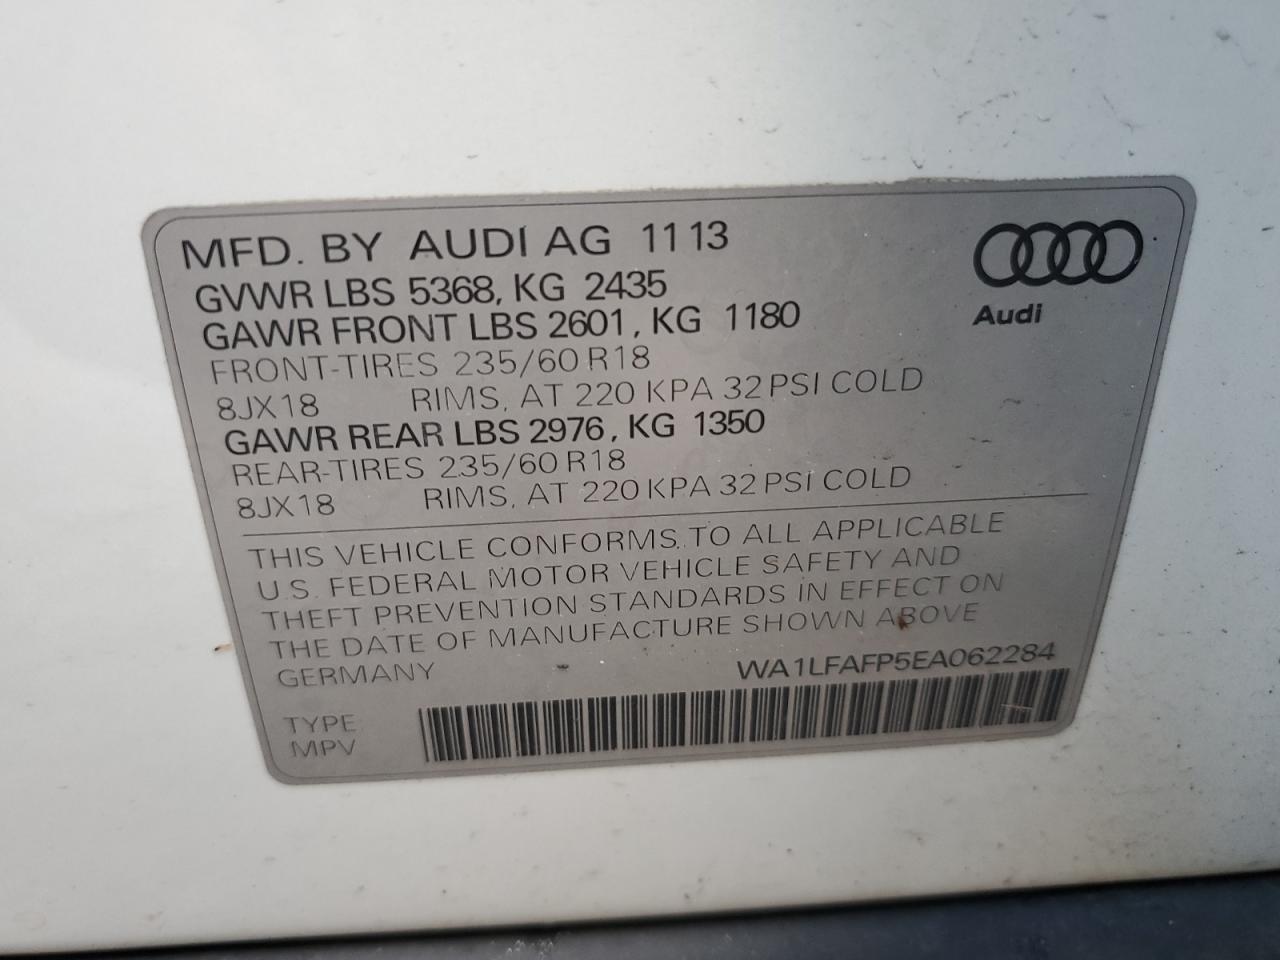 MFD. BY AUDI AG 11 13
GVWR LBS 5368, KG 2435
GAWR FRONT LBS 2601, KG 1180
FRONT-TIRES 235/60 R18
8JX18 RIMS, AT 220 KPA 32 PSI COLD
GAWR REAR LBS 2976, KG 1350
REAR-TIRES 235/60 R18
8JX18 RIMS, AT 220 KPA 32 PSI COLD
Audi
THIS VEHICLE CONFORMS TO ALL APPLICABLE
U.S. FEDERAL MOTOR VEHICLE SAFETY AND
THEFT PREVENTION STANDARDS IN EFFECT ON
THE DATE OF MANUFACTURE SHOWN ABOVE
GERMANY WA1LFAFP5EA062284
TYPE
MPV